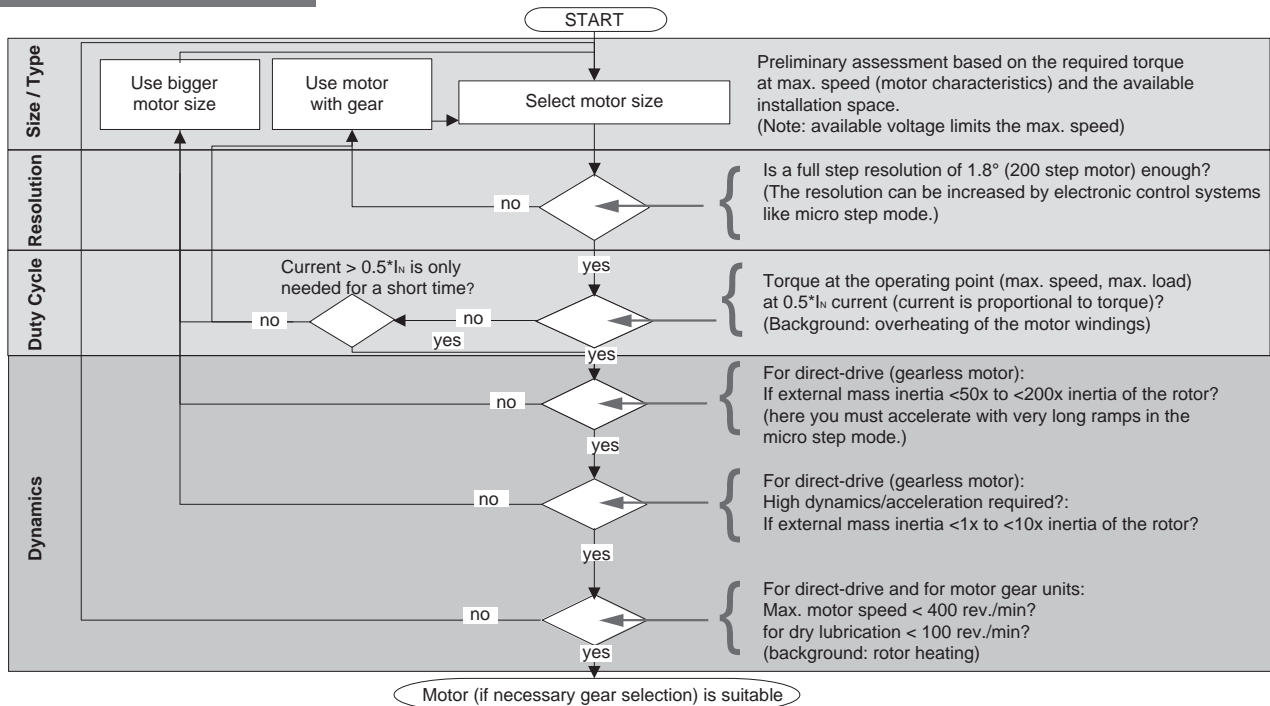 START
Size / Type
Use bigger
motor size
Use motor
with gear
Select motor size
Preliminary assessment based on the required torque
at max. speed (motor characteristics) and the available
installation space.
(Note: available voltage limits the max. speed)
Resolution
no
Is a full step resolution of 1.8° (200 step motor) enough?
(The resolution can be increased by electronic control systems
like micro step mode.)
yes
Duty Cycle
Current > 0.5*IN is only
needed for a short time?
no
no
yes
Torque at the operating point (max. speed, max. load)
at 0.5*IN current (current is proportional to torque)?
(Background: overheating of the motor windings)
yes
Dynamics
no
For direct-drive (gearless motor):
If external mass inertia <50x to <200x inertia of the rotor?
(here you must accelerate with very long ramps in the
micro step mode.)
yes
no
For direct-drive (gearless motor):
High dynamics/acceleration required?:
If external mass inertia <1x to <10x inertia of the rotor?
yes
no
For direct-drive and for motor gear units:
Max. motor speed < 400 rev./min?
for dry lubrication < 100 rev./min?
(background: rotor heating)
yes
Motor (if necessary gear selection) is suitable